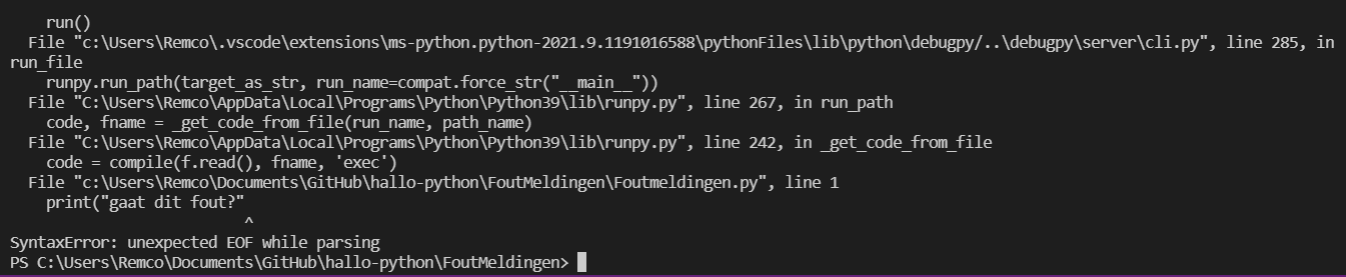 run()
File "c:\Users\Remco\.vscode\extensions\ms-python.python-2021.9.1191016588\pythonFiles\lib\python\debugpy/..\debugpy\server\cli.py", line 285, in
run_file
runpy.run_path(target_as_str, run_name=compat.force_str("__main__"))
File "C:\Users\Remco\AppData\Local\Programs\Python\Python39\lib\runpy.py", line 267, in run_path
code, fname = _get_code_from_file(run_name, path_name)
File "C:\Users\Remco\AppData\Local\Programs\Python\Python39\lib\runpy.py", line 242, in _get_code_from_file
code = compile(f.read(), fname, 'exec')
File "c:\Users\Remco\Documents\GitHub\hallo-python\FoutMeldingen\Foutmeldingen.py", line 1
print("gaat dit fout?"
^
SyntaxError: unexpected EOF while parsing
PS C:\Users\Remco\Documents\GitHub\hallo-python\FoutMeldingen>